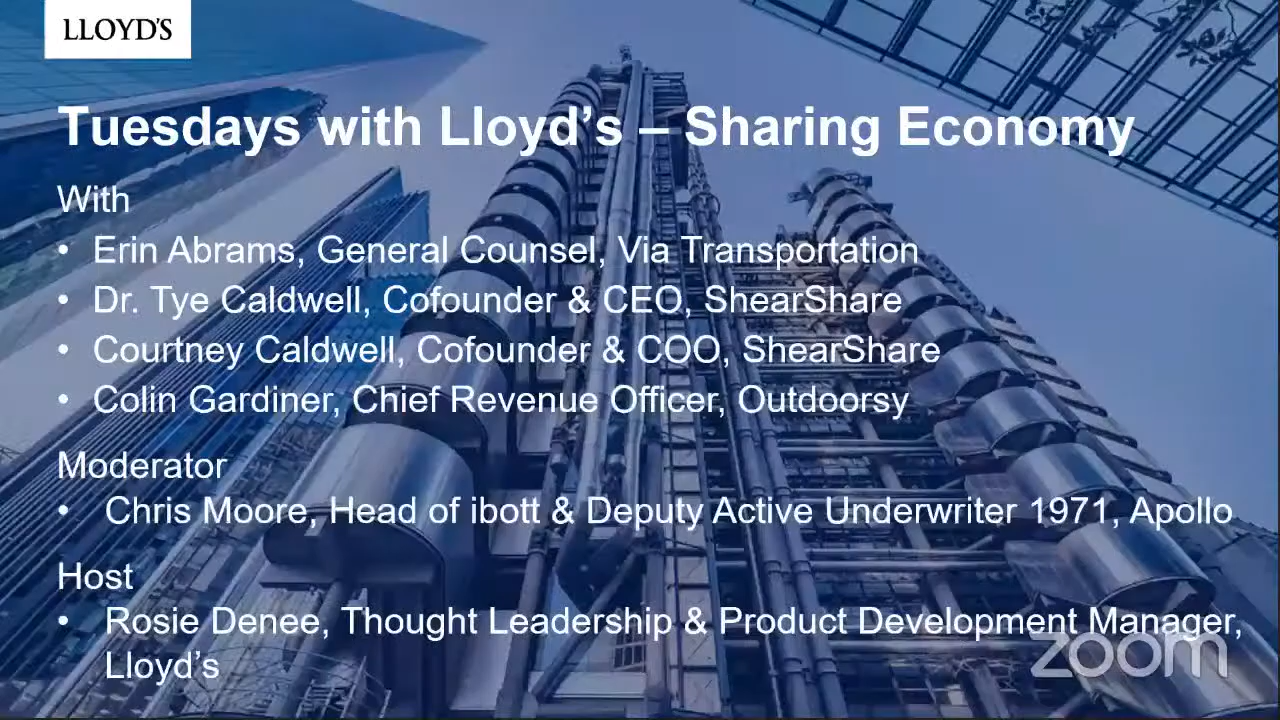 LLOYD'S
Tuesdays with Lloyd’s – Sharing Economy
With
• Erin Abrams, General Counsel, Via Transportation
• Dr. Tye Caldwell, Cofounder & CEO, ShearShare
• Courtney Caldwell, Cofounder & COO, ShearShare
• Colin Gardiner, Chief Revenue Officer, Outdoorsy
Moderator
• Chris Moore, Head of ibott & Deputy Active Underwriter 1971, Apollo
Host
• Rosie Denee, Thought Leadership & Product Development Manager,
Lloyd’s
zoom